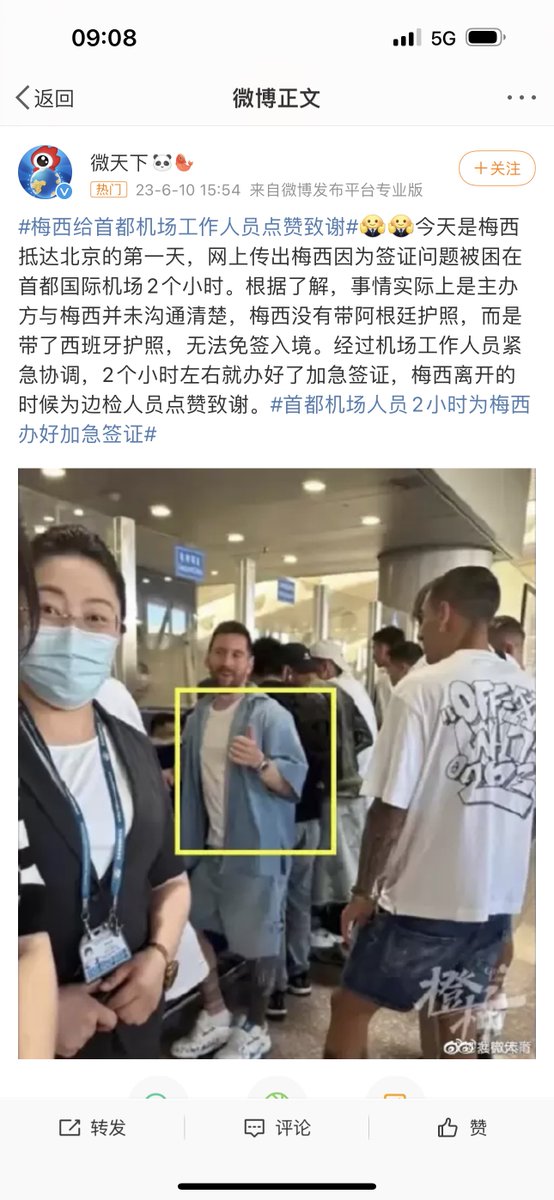 09:08
5G
返回
微博正文
微天下
+关注
热门 23-6-10 15:54 来自微博发布平台专业版
#梅西给首都机场工作人员点赞致谢#今天是梅西
抵达北京的第一天，网上传出梅西因为签证问题被困在
首都国际机场2个小时。根据了解，事情实际上是主办
方与梅西并未沟通清楚，梅西没有带阿根廷护照，而是
带了西班牙护照，无法免签入境。经过机场工作人员紧
急协调，2个小时左右就办好了加急签证，梅西离开的
时候为边检人员点赞致谢。#首都机场人员2小时为梅西
办好加急签证#
转发
评论
赞